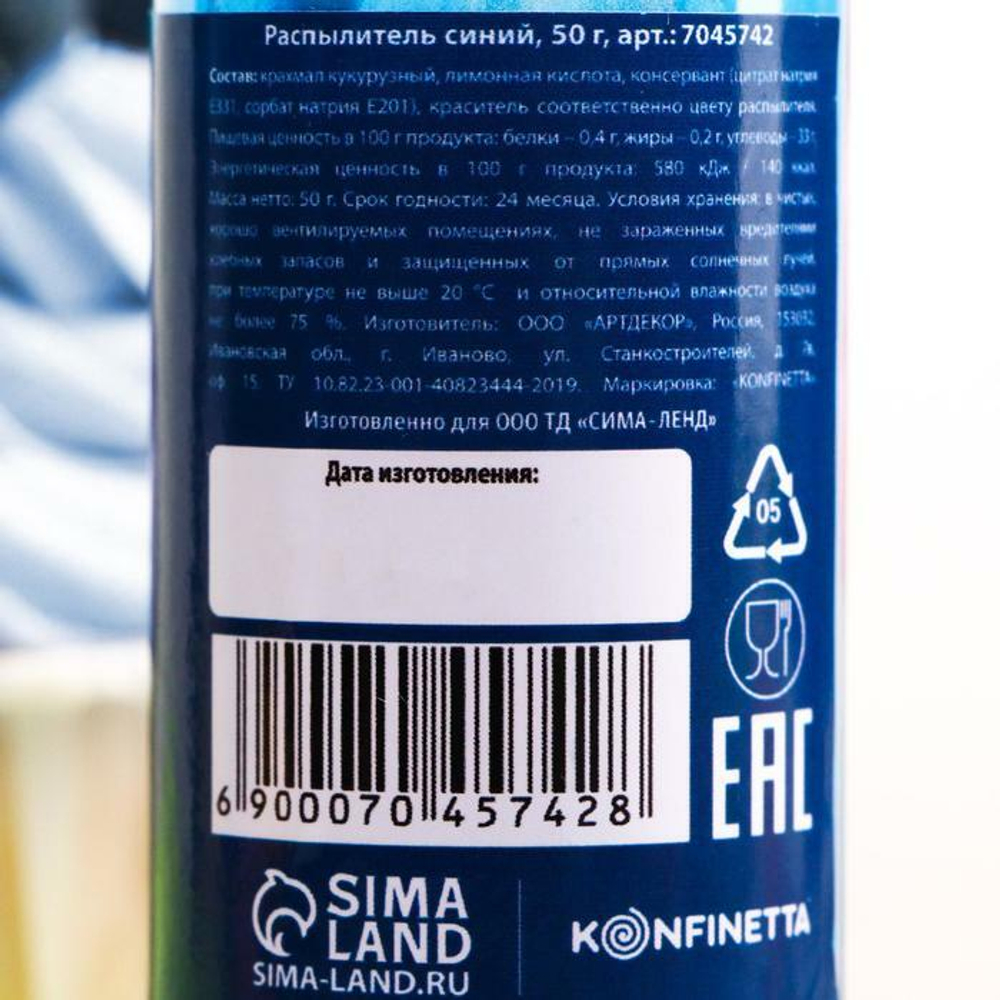 Распылитель синий, 50 г, арт.: 7045742
Состав: крахмал кукурузный, лимонная кислота, консервант (цитрат натрия
Е331, сорбат натрия Е201), краситель соответственно цвету распылителя.
Пищевая ценность в 100 г продукта: белки – 0,4 г, жиры – 0,2 г, углеводы – 33 г.
Энергетическая ценность в 100 г продукта: 580 кДж / 140 ккал.
Масса нетто: 50 г. Срок годности: 24 месяца. Условия хранения: в чистых,
хорошо вентилируемых помещениях, не зараженных вредителями
хлебных запасов и защищенных от прямых солнечных лучей,
при температуре не выше 20 °С и относительной влажности воздуха
не более 75 %. Изготовитель: ООО «АРТДЕКОР», Россия, 153032,
Ивановская обл., г. Иваново, ул. Станкостроителей, д.
оф 15. ТУ 10.82.23-001-40823444-2019. Маркировка: «KONFINETTA»
Изготовленно для ООО ТД «СИМА-ЛЕНД»
Дата изготовления:
05
6 900070 457428
EAC
SIMA
LAND
SIMA-LAND.RU
KONFINETTA